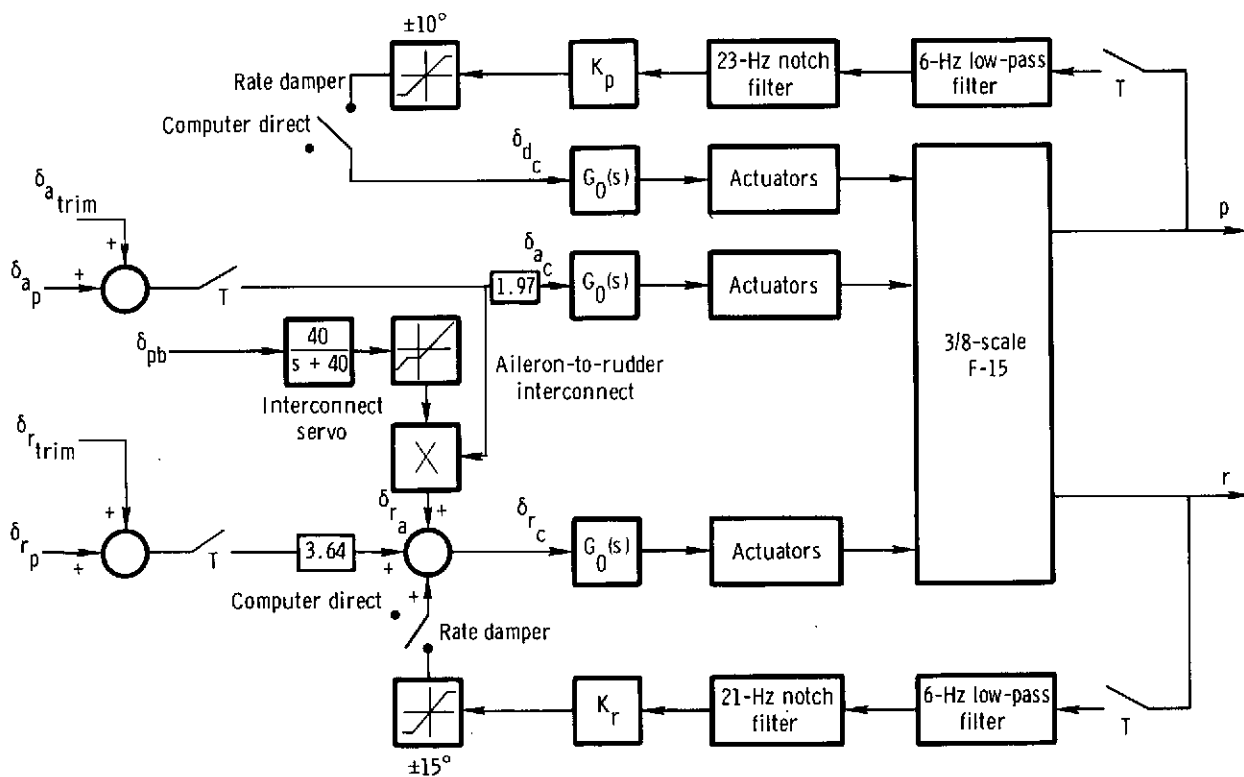 ±10°
Rate damper
Computer direct
K_p
23-Hz notch
filter
6-Hz low-pass
filter
T
δ_d_c
G_0(s)
Actuators
δ_a_trim
+
δ_a_p
+
T
δ_a_c
1.97
G_0(s)
Actuators
p
δ_pb
40
s + 40
Interconnect
servo
Aileron-to-rudder
interconnect
3/8-scale
F-15
X
δ_r_trim
+
δ_r_p
+
T
3.64
δ_r_a
+
+
+
δ_r_c
G_0(s)
Actuators
r
Computer direct
Rate damper
±15°
K_r
21-Hz notch
filter
6-Hz low-pass
filter
T